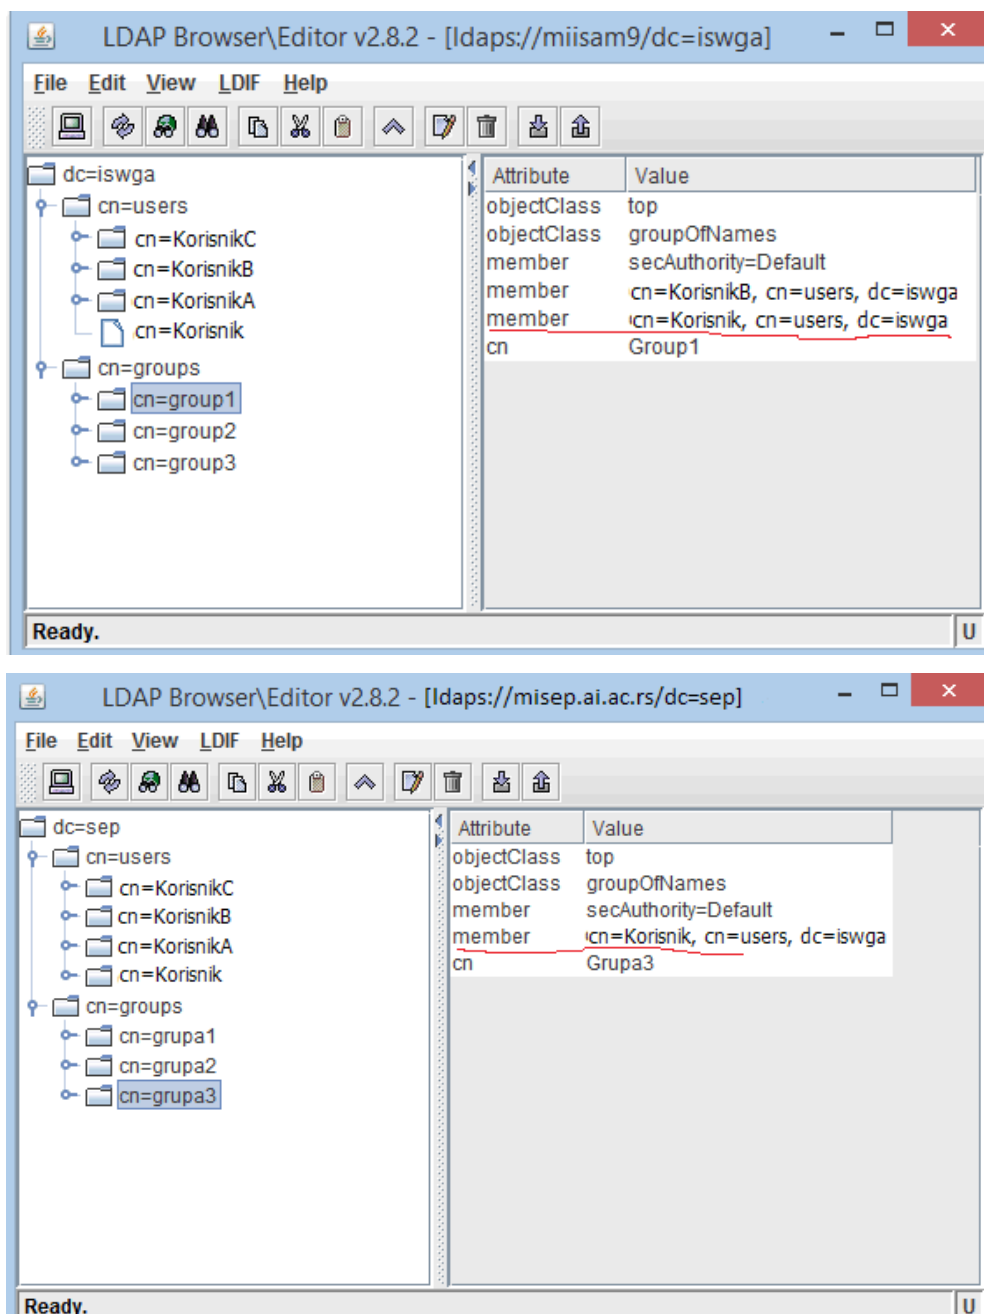 LDAP Browser\Editor v2.8.2 - [ldaps://miisam9/dc=iswga]
File Edit View LDIF Help
dc=iswga
cn=users
cn=KorisnikC
cn=KorisnikB
cn=KorisnikA
cn=Korisnik
cn=groups
cn=group1
cn=group2
cn=group3
Attribute Value
objectClass top
objectClass groupOfNames
member secAuthority=Default
member cn=KorisnikB, cn=users, dc=iswga
member cn=Korisnik, cn=users, dc=iswga
cn Group1
Ready. U
LDAP Browser\Editor v2.8.2 - [ldaps://misep.ai.ac.rs/dc=sep]
File Edit View LDIF Help
dc=sep
cn=users
cn=KorisnikC
cn=KorisnikB
cn=KorisnikA
cn=Korisnik
cn=groups
cn=grupa1
cn=grupa2
cn=grupa3
Attribute Value
objectClass top
objectClass groupOfNames
member secAuthority=Default
member cn=Korisnik, cn=users, dc=iswga
cn Grupa3
Ready. U